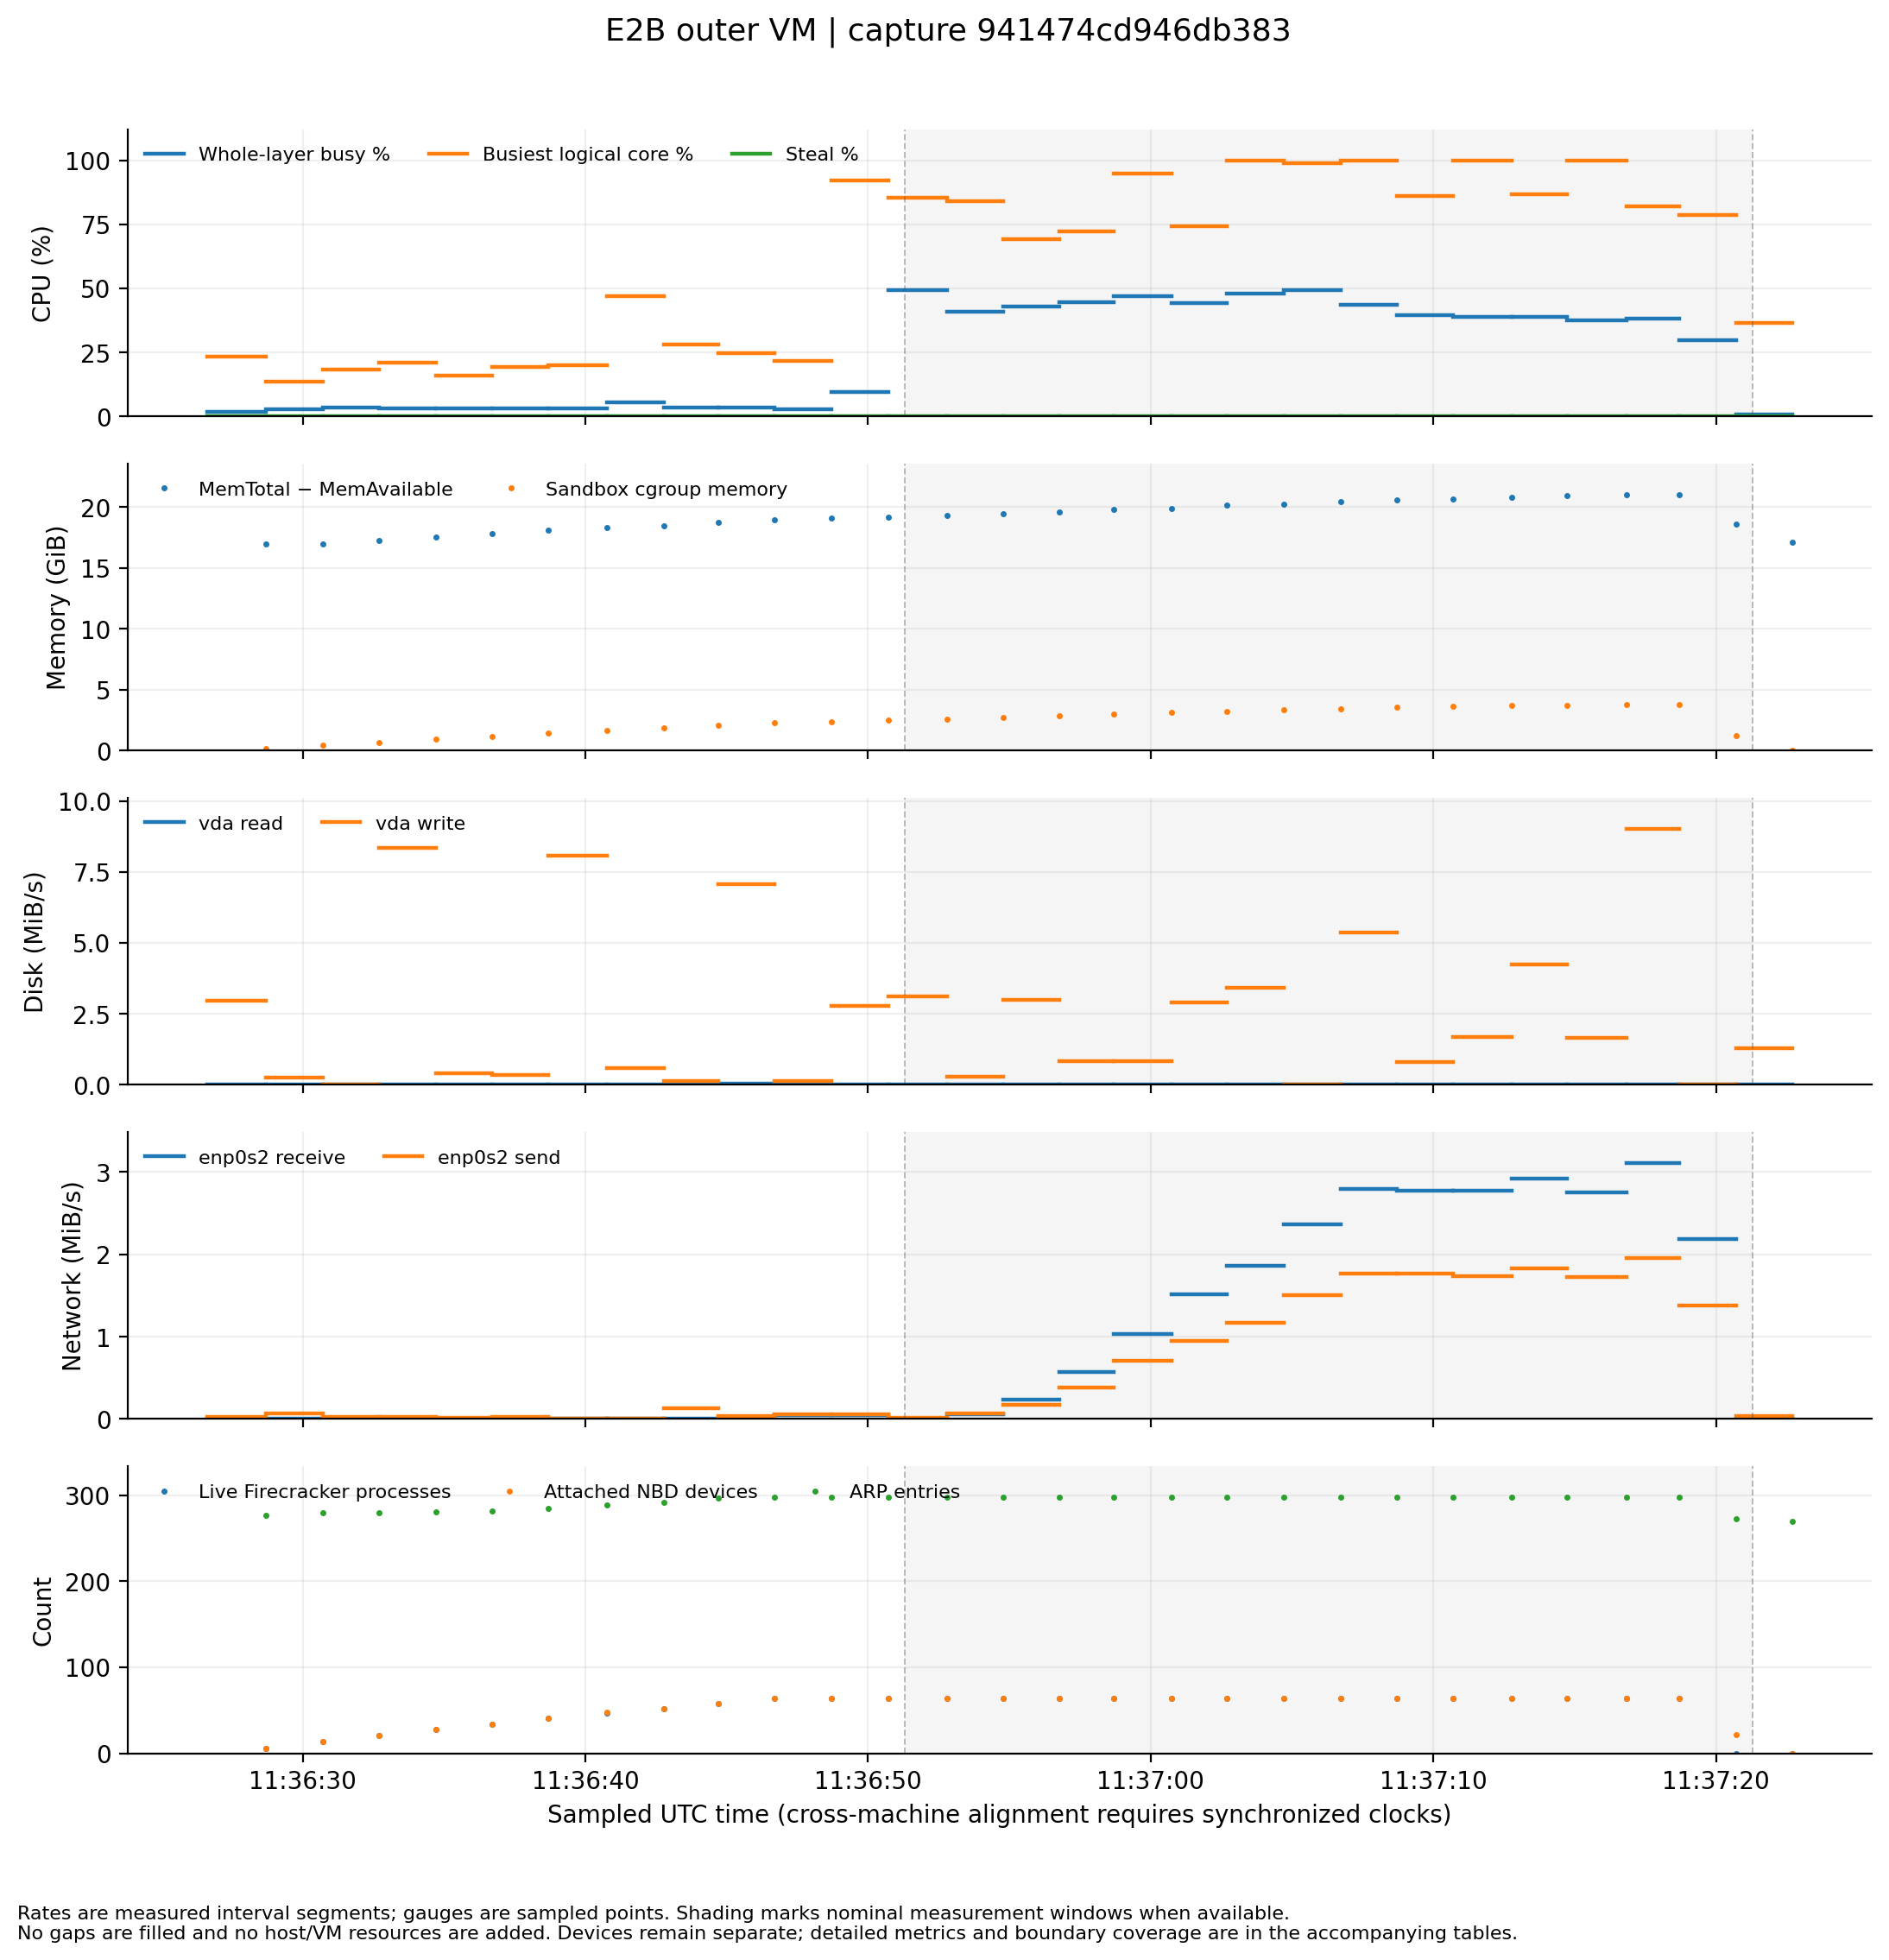 E2B outer VM | capture 941474cd946db383
Whole-layer busy % Busiest logical core % Steal %
100
75
50
25
0
CPU (%)
MemTotal − MemAvailable Sandbox cgroup memory
20
15
10
5
0
Memory (GiB)
10.0
vda read vda write
7.5
5.0
2.5
0.0
Disk (MiB/s)
enp0s2 receive enp0s2 send
3
2
1
0
Network (MiB/s)
Live Firecracker processes Attached NBD devices ARP entries
300
200
100
0
Count
11:36:30 11:36:40 11:36:50 11:37:00 11:37:10 11:37:20
Sampled UTC time (cross-machine alignment requires synchronized clocks)
Rates are measured interval segments; gauges are sampled points. Shading marks nominal measurement windows when available.
No gaps are filled and no host/VM resources are added. Devices remain separate; detailed metrics and boundary coverage are in the accompanying tables.